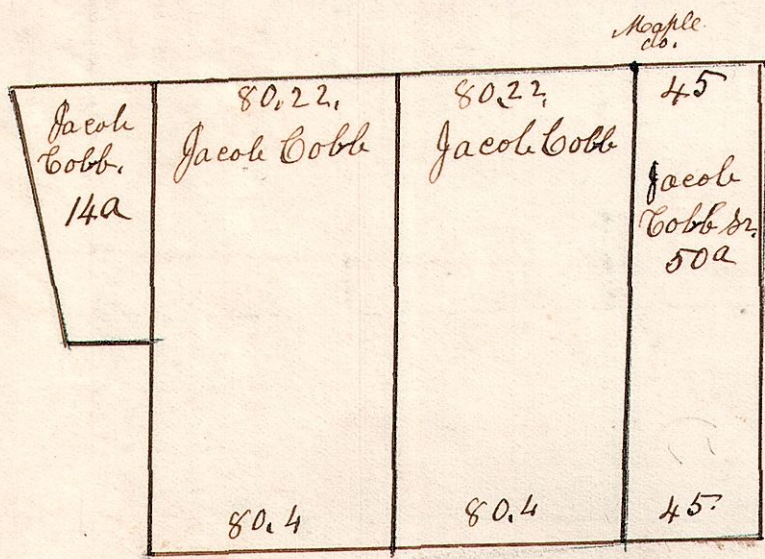 Maple
do.
Jacob
Cobb.
14a
80.22.
Jacob Cobb
80.22.
Jacob Cobb
45
Jacob
Cobb Sr.
50a
80.4
80.4
45.